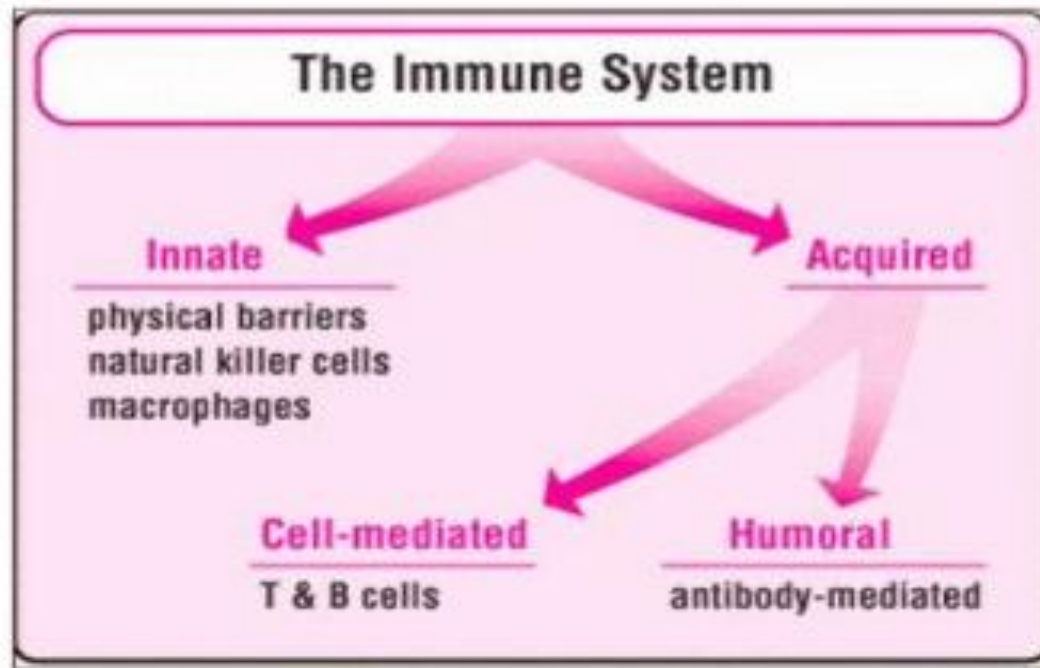 The Immune System
Innate
physical barriers
natural killer cells
macrophages
Acquired
Cell-mediated
T & B cells
Humoral
antibody-mediated